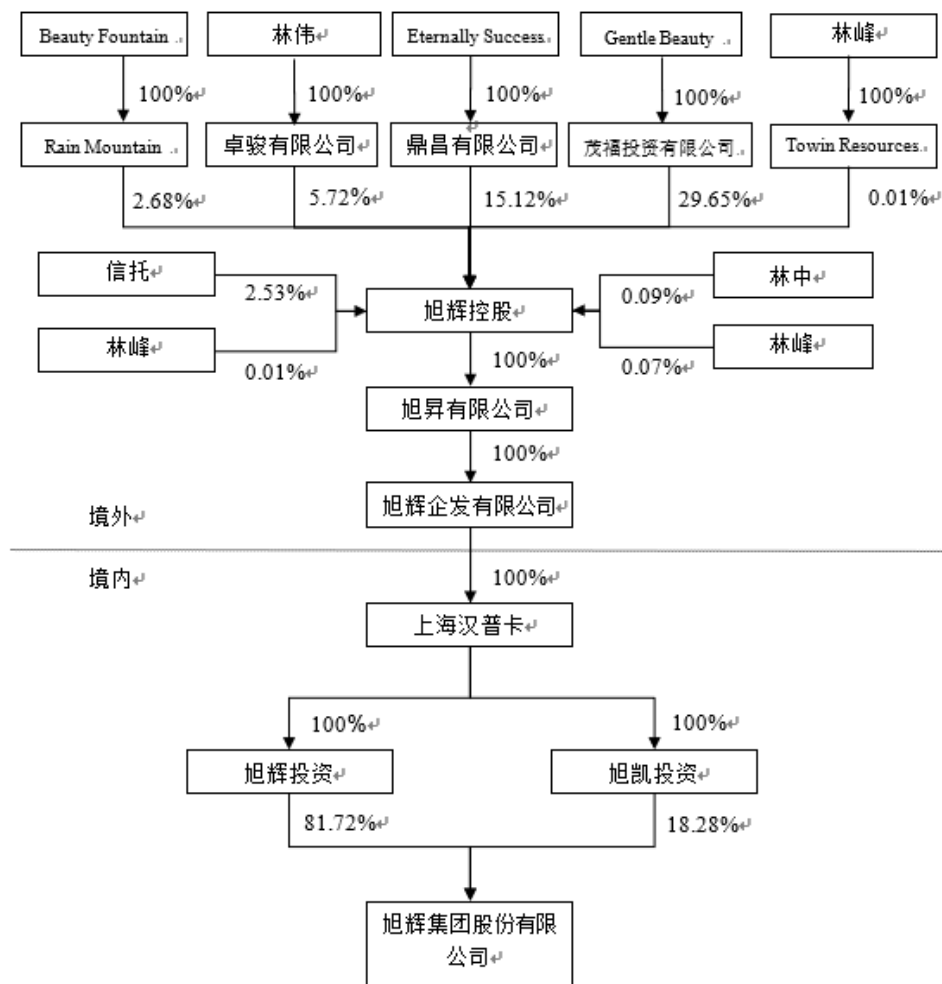 Beauty Fountain
林伟
Eternally Success
Gentle Beauty
林峰
100%
100%
100%
100%
100%
Rain Mountain
卓骏有限公司
鼎昌有限公司
茂福投资有限公司
Towin Resources
2.68%
5.72%
15.12%
29.65%
0.01%
信托
2.53%
旭辉控股
0.09%
林中
林峰
0.01%
0.07%
林峰
100%
旭昇有限公司
100%
旭辉企发有限公司
境外
境内
100%
上海汉普卡
100%
100%
旭辉投资
旭凯投资
81.72%
18.28%
旭辉集团股份有限
公司